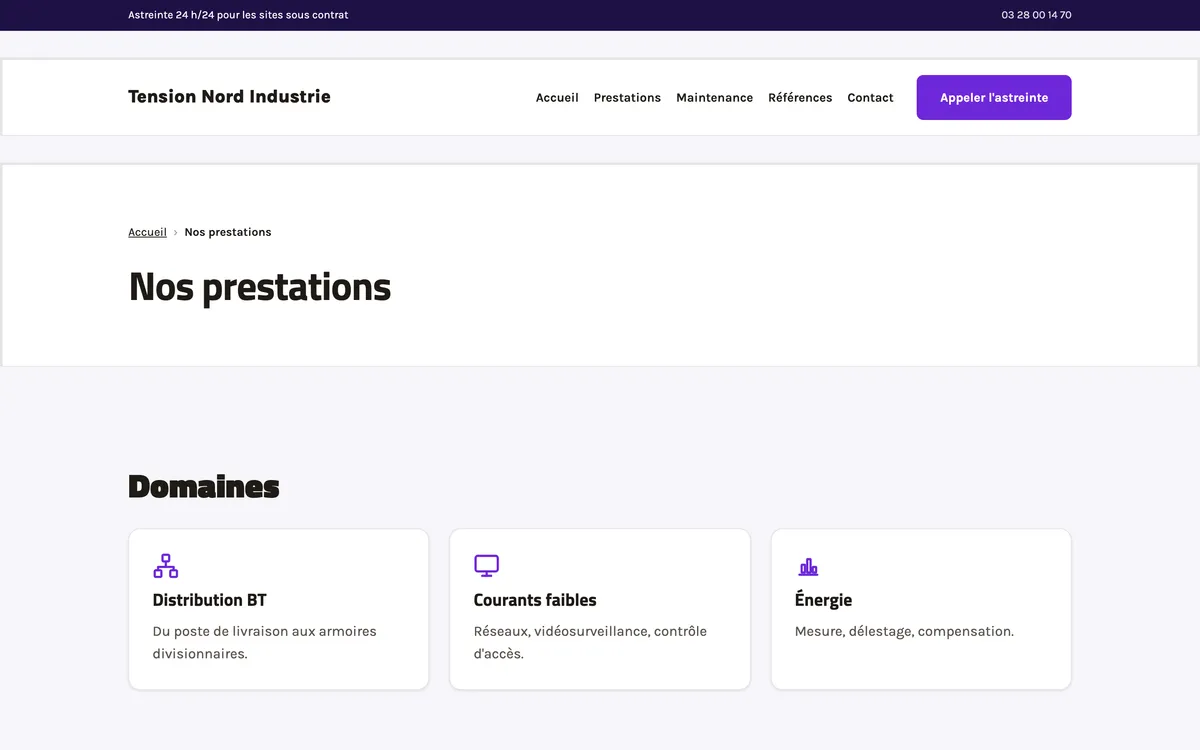 Astreinte 24 h/24 pour les sites sous contrat
03 28 00 14 70
Tension Nord Industrie
Accueil
Prestations
Maintenance
Références
Contact
Appeler l'astreinte
Accueil › Nos prestations
Nos prestations
Domaines
Distribution BT
Du poste de livraison aux armoires
divisionnaires.
Courants faibles
Réseaux, vidéosurveillance, contrôle
d'accès.
Énergie
Mesure, délestage, compensation.